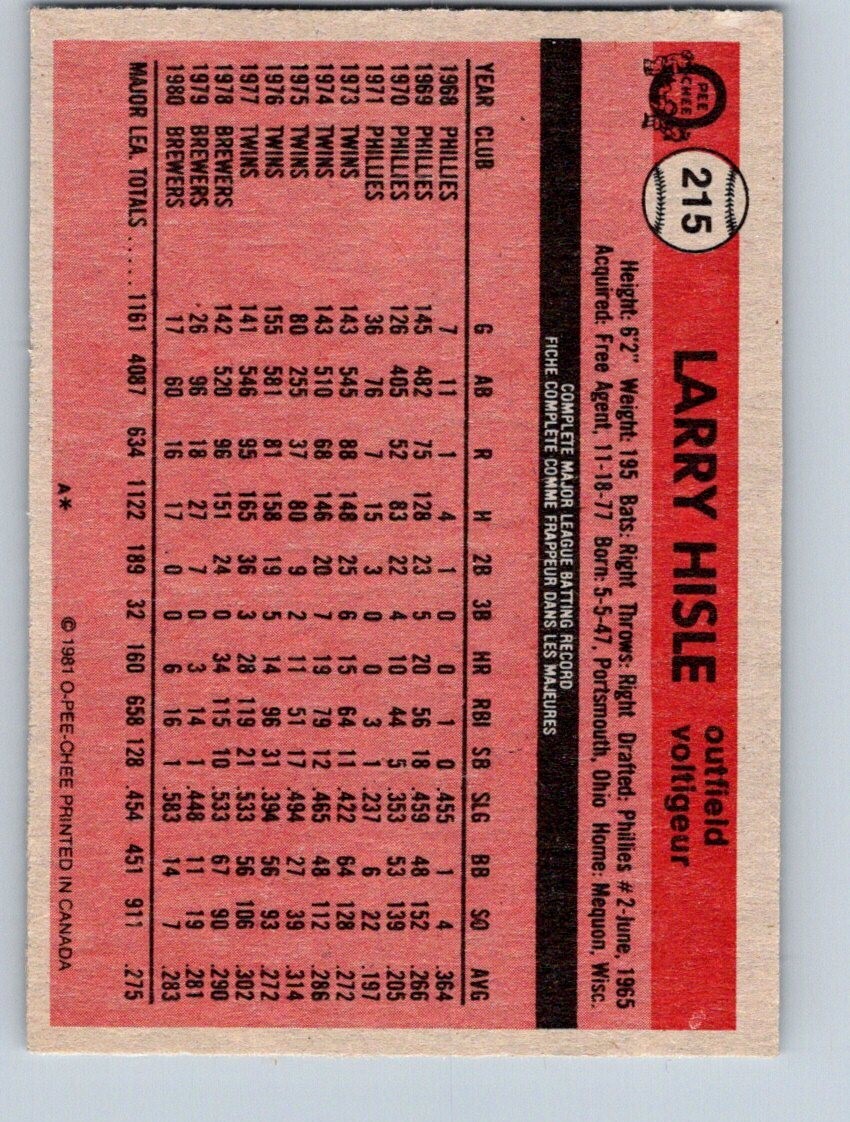 O
PEE
CHEE
215
LARRY HISLE
outfield
voltigeur
Height: 6'2" Weight: 195 Bats: Right Throws: Right Drafted: Phillies #2-June, 1965
Acquired: Free Agent, 11-18-77 Born: 5-5-47, Portsmouth, Ohio Home: Mequon, Wisc.
COMPLETE MAJOR LEAGUE BATTING RECORD
FICHE COMPLÈTE COMME FRAPPEUR DANS LES MAJEURES
YEAR CLUB G AB R H 2B 3B HR RBI SB SLG BB SO AVG
1968 PHILLIES 7 11 1 4 1 0 0 1 0 .455 1 4 .364
1969 PHILLIES 145 482 75 128 23 5 20 56 18 .459 48 152 .266
1970 PHILLIES 126 405 52 83 22 4 10 44 5 .353 53 139 .205
1971 PHILLIES 36 76 7 15 3 0 0 3 1 .237 6 22 .197
1973 TWINS 143 545 88 148 25 6 15 64 11 .422 64 128 .272
1974 TWINS 143 510 68 146 20 7 19 79 12 .465 48 112 .286
1975 TWINS 80 255 37 80 9 2 11 51 17 .494 27 39 .314
1976 TWINS 155 581 81 158 19 5 14 96 31 .394 56 93 .272
1977 TWINS 141 546 95 165 36 3 28 119 21 .533 56 106 .302
1978 BREWERS 142 520 96 151 24 0 34 115 10 .533 67 90 .290
1979 BREWERS 26 96 18 27 7 0 3 14 1 .448 11 19 .281
1980 BREWERS 17 60 16 17 0 0 6 16 1 .583 14 7 .283
MAJOR LEA. TOTALS ..... 1161 4087 634 1122 189 32 160 658 128 .454 451 911 .275
A* © 1981 O-PEE-CHEE PRINTED IN CANADA